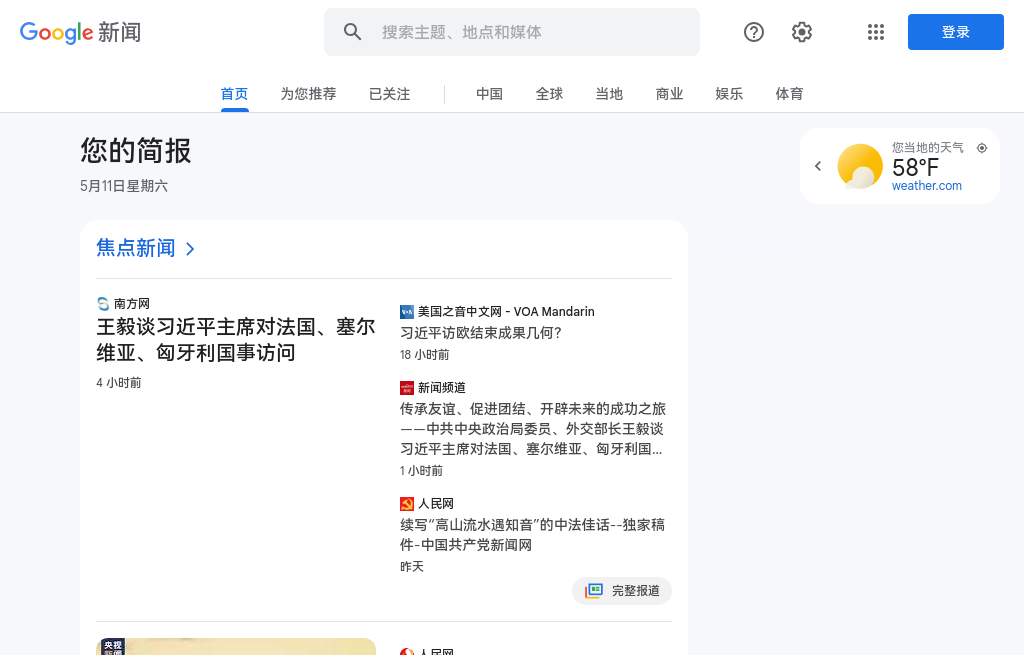 Google 新闻
搜索主题、地点和媒体
登录
首页
为您推荐
已关注
中国
全球
当地
商业
娱乐
体育
您的简报
5月11日星期六
您当地的天气
58°F
weather.com
焦点新闻
南方网
王毅谈习近平主席对法国、塞尔
维亚、匈牙利国事访问
4 小时前
美国之音中文网 - VOA Mandarin
习近平访欧结束成果几何?
18 小时前
新闻频道
传承友谊、促进团结、开辟未来的成功之旅
——中共中央政治局委员、外交部长王毅谈
习近平主席对法国、塞尔维亚、匈牙利国...
1 小时前
人民网
续写“高山流水遇知音”的中法佳话--独家稿
件-中国共产党新闻网
昨天
完整报道
央视
新闻
人民网